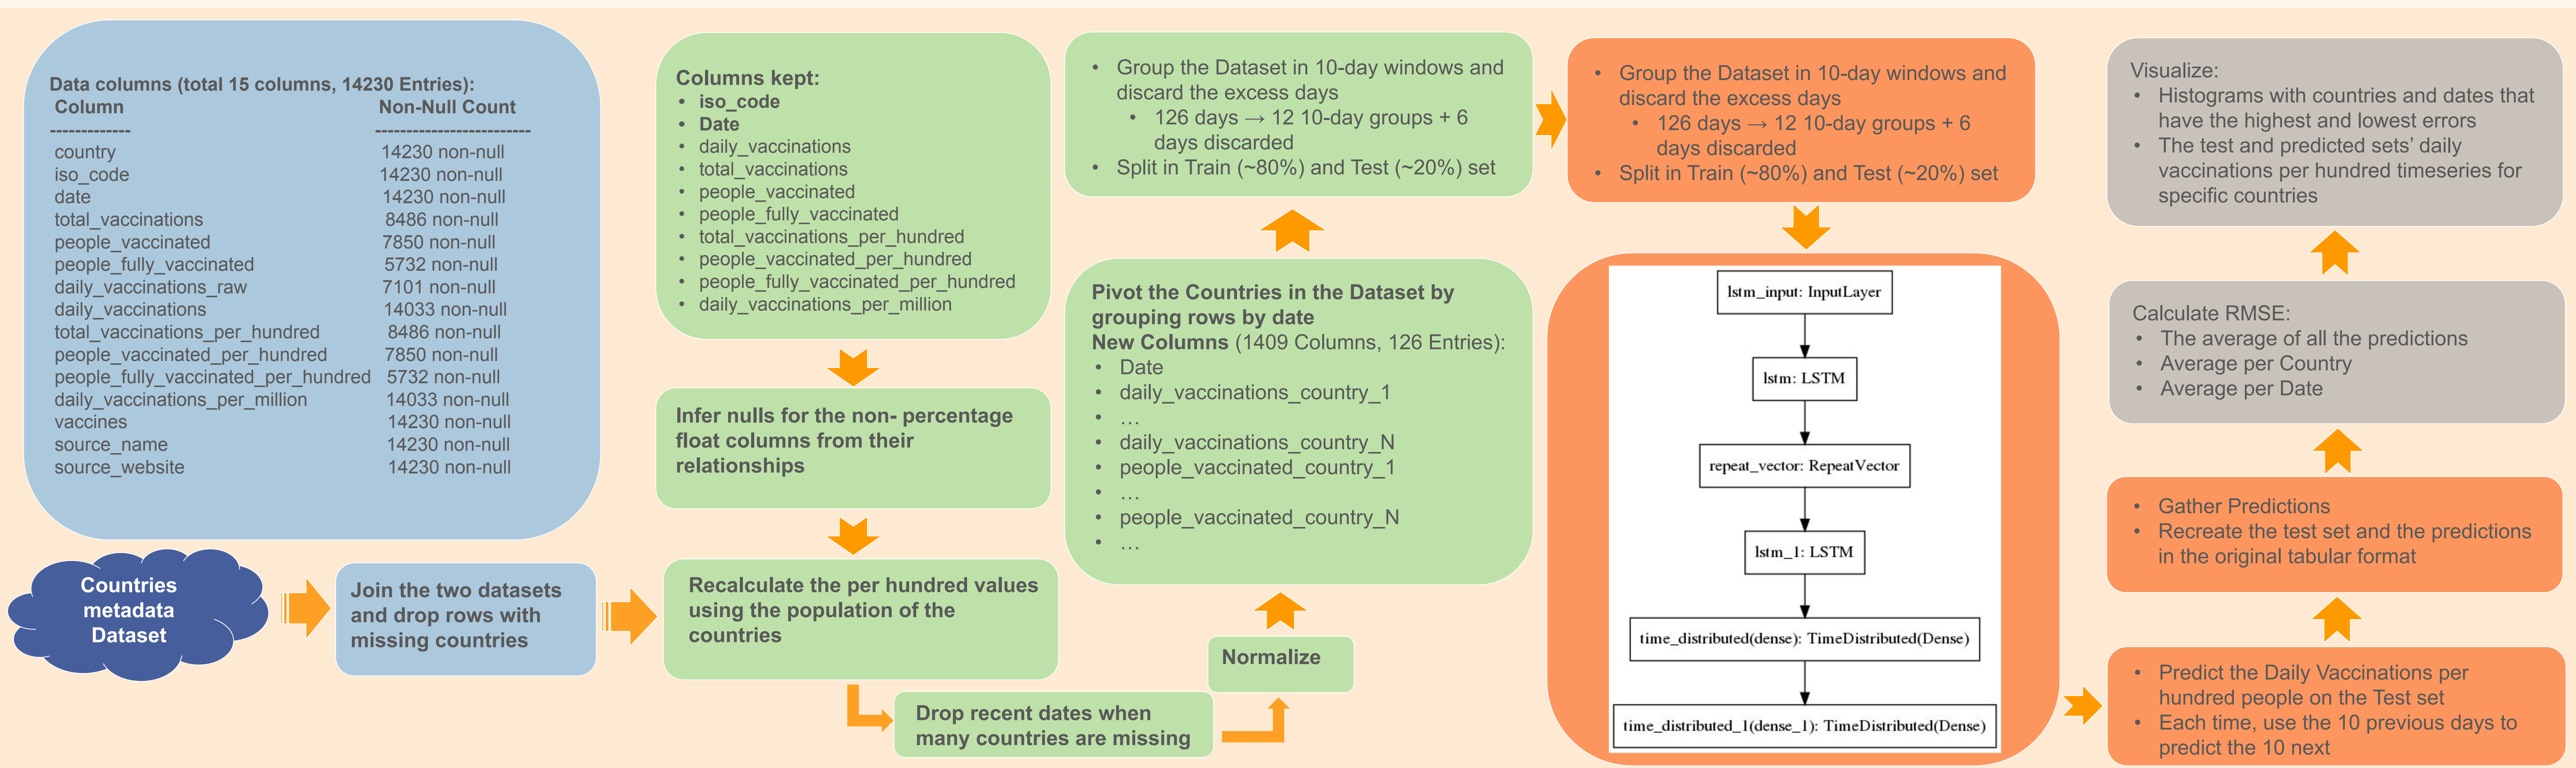 Data columns (total 15 columns, 14230 Entries):
Column Non-Null Count
------------- -------------------------
country 14230 non-null
iso_code 14230 non-null
date 14230 non-null
total_vaccinations 8486 non-null
people_vaccinated 7850 non-null
people_fully_vaccinated 5732 non-null
daily_vaccinations_raw 7101 non-null
daily_vaccinations 14033 non-null
total_vaccinations_per_hundred 8486 non-null
people_vaccinated_per_hundred 7850 non-null
people_fully_vaccinated_per_hundred 5732 non-null
daily_vaccinations_per_million 14033 non-null
vaccines 14230 non-null
source_name 14230 non-null
source_website 14230 non-null
Countries
metadata
Dataset
Join the two datasets
and drop rows with
missing countries
Columns kept:
• iso_code
• Date
• daily_vaccinations
• total_vaccinations
• people_vaccinated
• people_fully_vaccinated
• total_vaccinations_per_hundred
• people_vaccinated_per_hundred
• people_fully_vaccinated_per_hundred
• daily_vaccinations_per_million
Infer nulls for the non- percentage
float columns from their
relationships
Recalculate the per hundred values
using the population of the
countries
Drop recent dates when
many countries are missing
Normalize
Pivot the Countries in the Dataset by
grouping rows by date
New Columns (1409 Columns, 126 Entries):
• Date
• daily_vaccinations_country_1
• …
• daily_vaccinations_country_N
• people_vaccinated_country_1
• …
• people_vaccinated_country_N
• …
• Group the Dataset in 10-day windows and
discard the excess days
• 126 days → 12 10-day groups + 6
days discarded
• Split in Train (~80%) and Test (~20%) set
• Group the Dataset in 10-day windows and
discard the excess days
• 126 days → 12 10-day groups + 6
days discarded
• Split in Train (~80%) and Test (~20%) set
lstm_input: InputLayer
lstm: LSTM
repeat_vector: RepeatVector
lstm_1: LSTM
time_distributed(dense): TimeDistributed(Dense)
time_distributed_1(dense_1): TimeDistributed(Dense)
• Predict the Daily Vaccinations per
hundred people on the Test set
• Each time, use the 10 previous days to
predict the 10 next
• Gather Predictions
• Recreate the test set and the predictions
in the original tabular format
Calculate RMSE:
• The average of all the predictions
• Average per Country
• Average per Date
Visualize:
• Histograms with countries and dates that
have the highest and lowest errors
• The test and predicted sets' daily
vaccinations per hundred timeseries for
specific countries